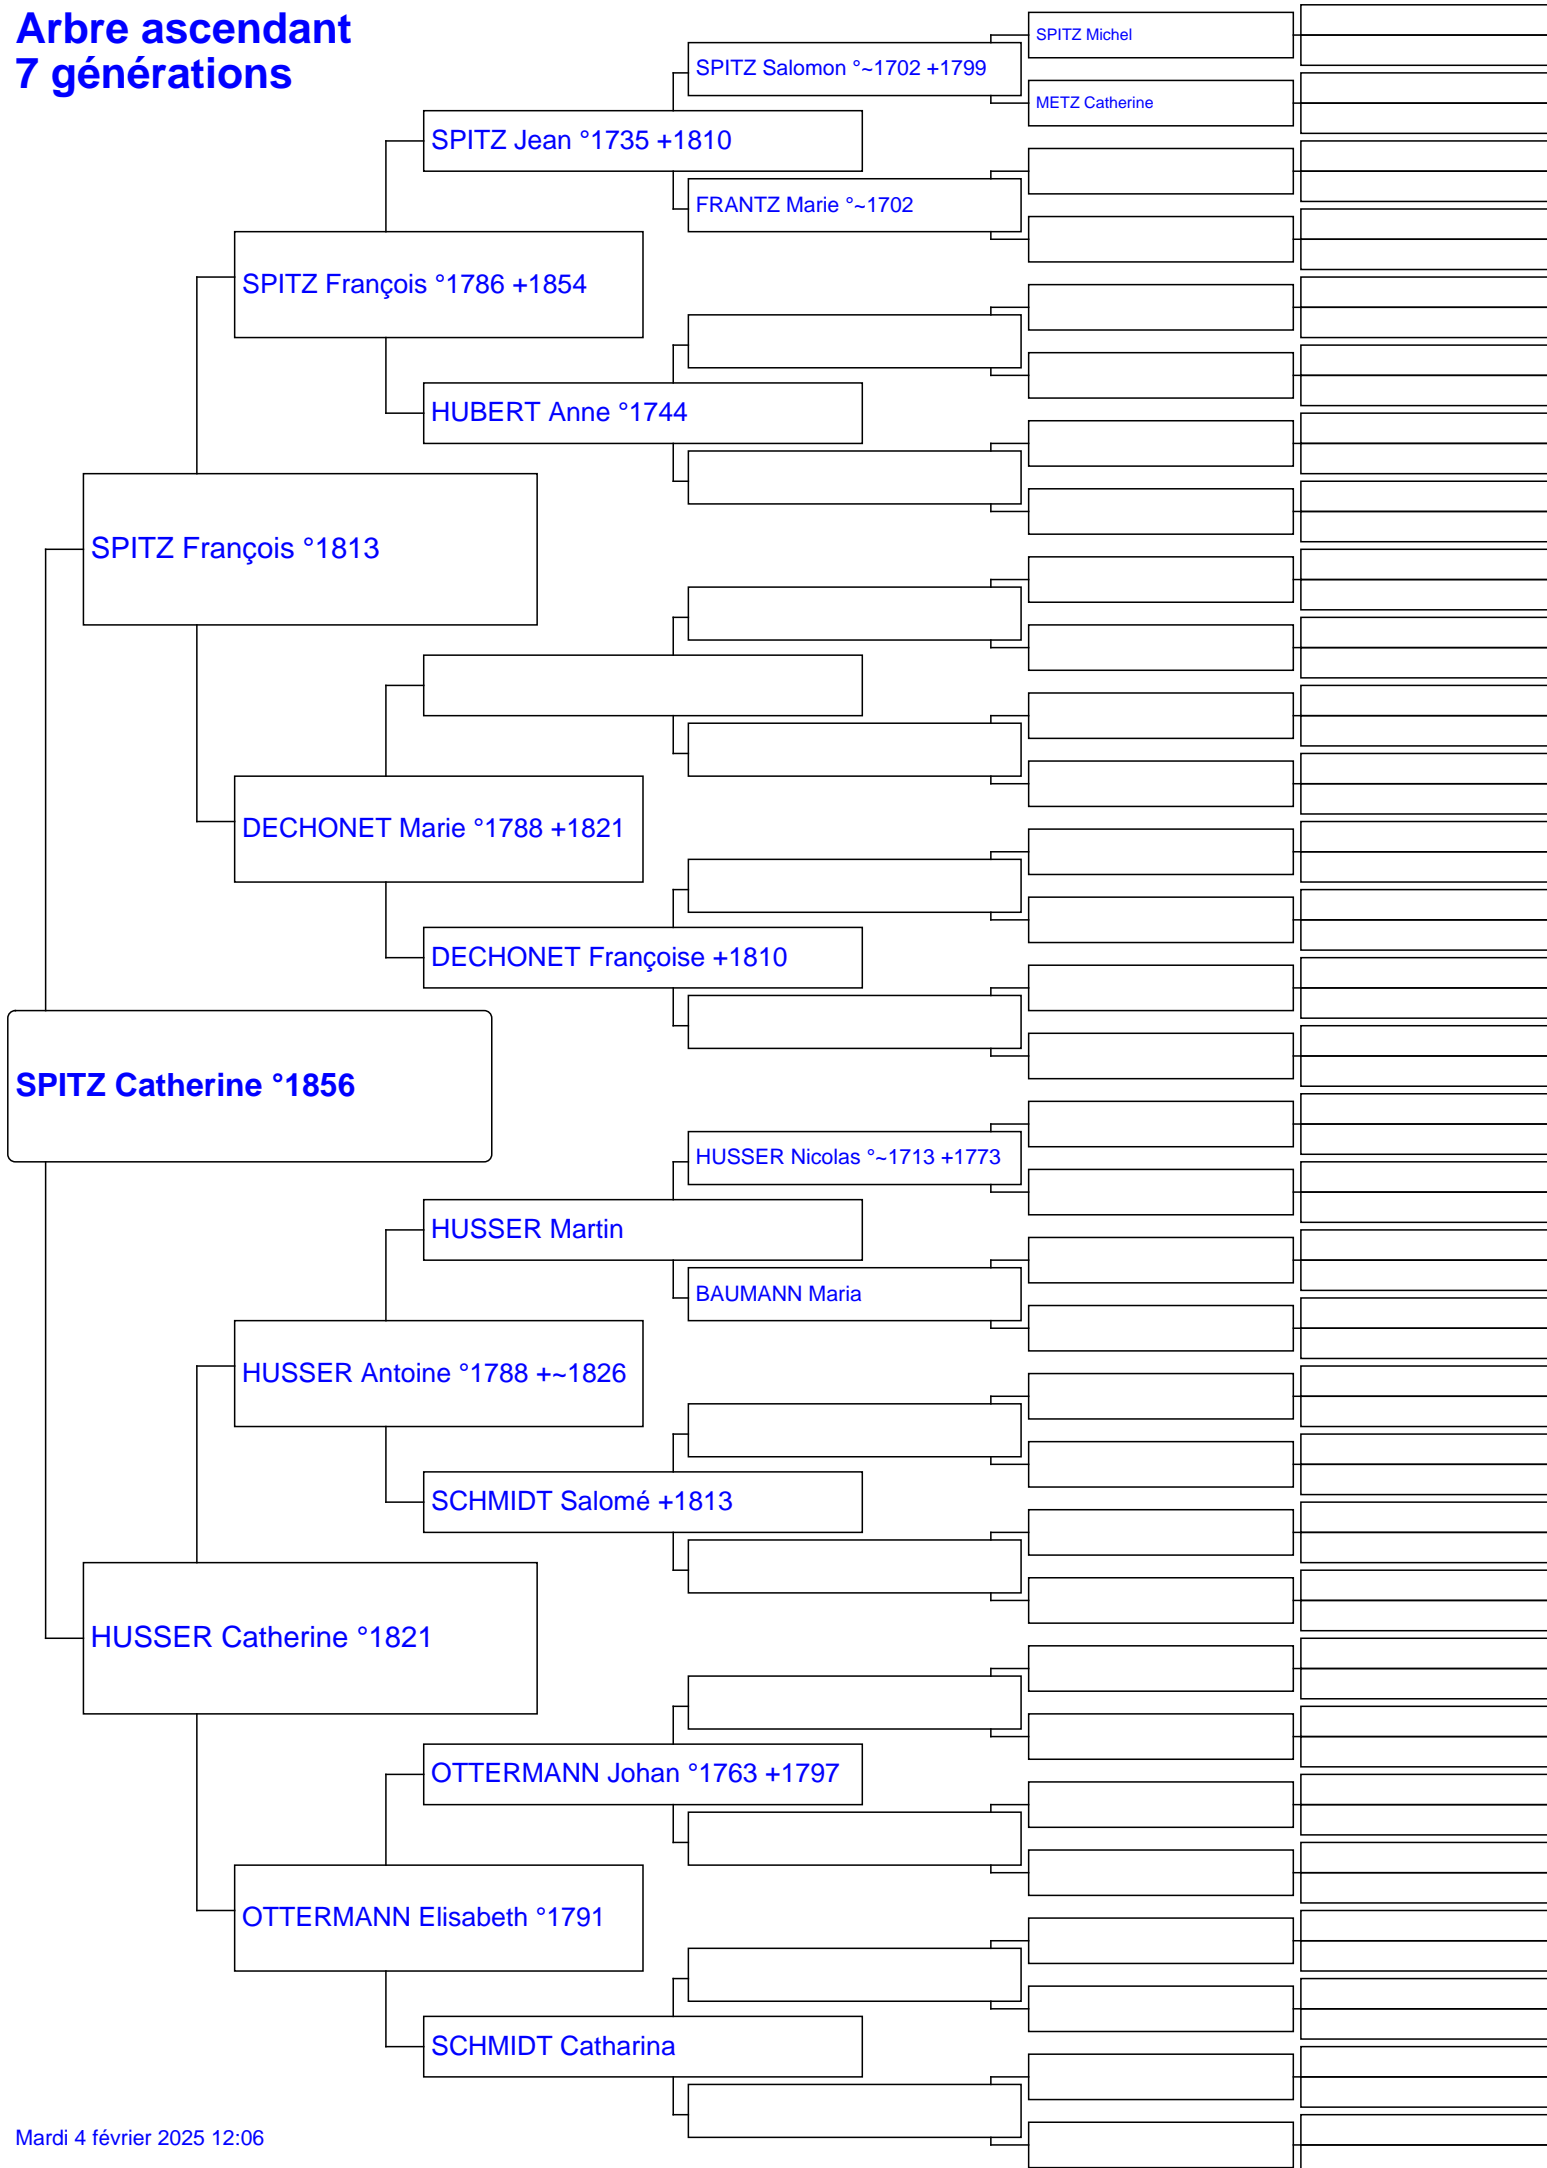 Arbre ascendant
7 générations
SPITZ Michel
SPITZ Salomon °~1702 +1799
METZ Catherine
SPITZ Jean °1735 +1810
FRANTZ Marie °~1702
SPITZ François °1786 +1854
HUBERT Anne °1744
SPITZ François °1813
DECHONET Marie °1788 +1821
DECHONET Françoise +1810
SPITZ Catherine °1856
HUSSER Nicolas °~1713 +1773
HUSSER Martin
BAUMANN Maria
HUSSER Antoine °1788 +~1826
SCHMIDT Salomé +1813
HUSSER Catherine °1821
OTTERMANN Johan °1763 +1797
OTTERMANN Elisabeth °1791
SCHMIDT Catharina
Mardi 4 février 2025 12:06